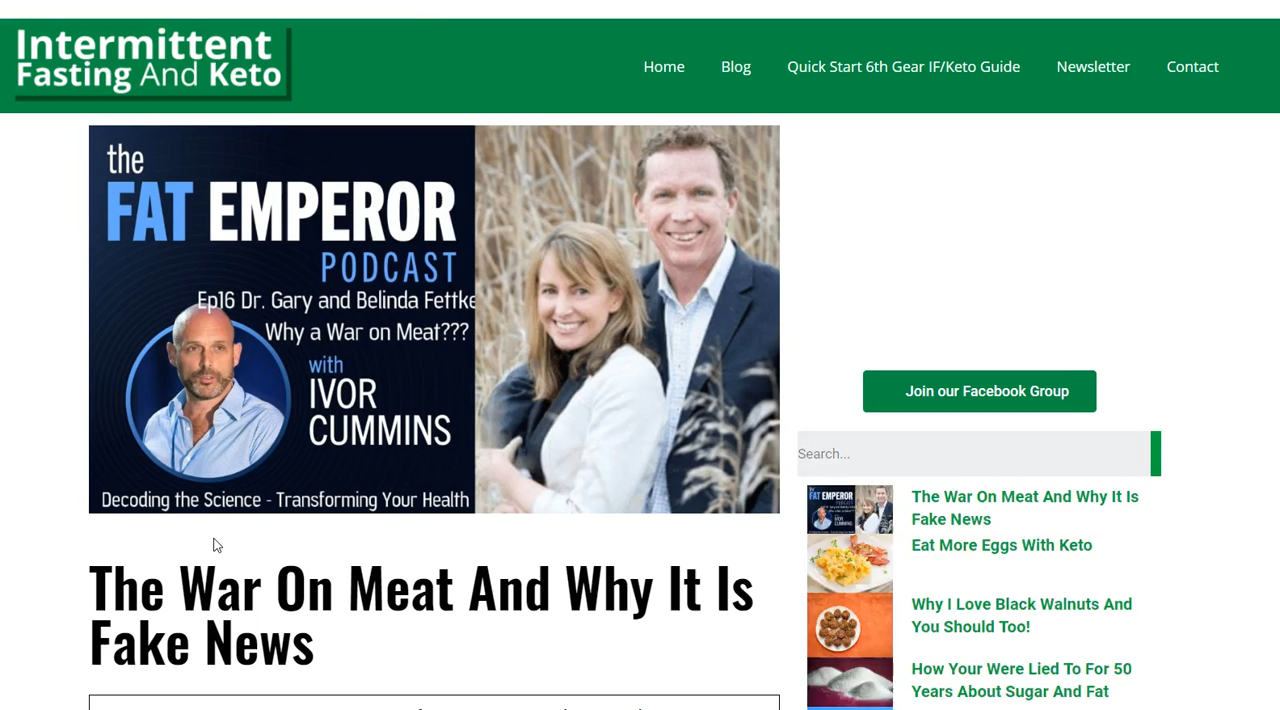 Intermittent
Fasting And Keto
Home
Blog
Quick Start 6th Gear IF/Keto Guide
Newsletter
Contact
the
FAT EMPEROR
PODCAST
Ep16 Dr. Gary and Belinda Fettke
Why a War on Meat???
with
IVOR
CUMMINS
Decoding the Science - Transforming Your Health
The War On Meat And Why It Is
Fake News
Join our Facebook Group
Search...
The War On Meat And Why It Is
Fake News
Eat More Eggs With Keto
Why I Love Black Walnuts And
You Should Too!
How Your Were Lied To For 50
Years About Sugar And Fat